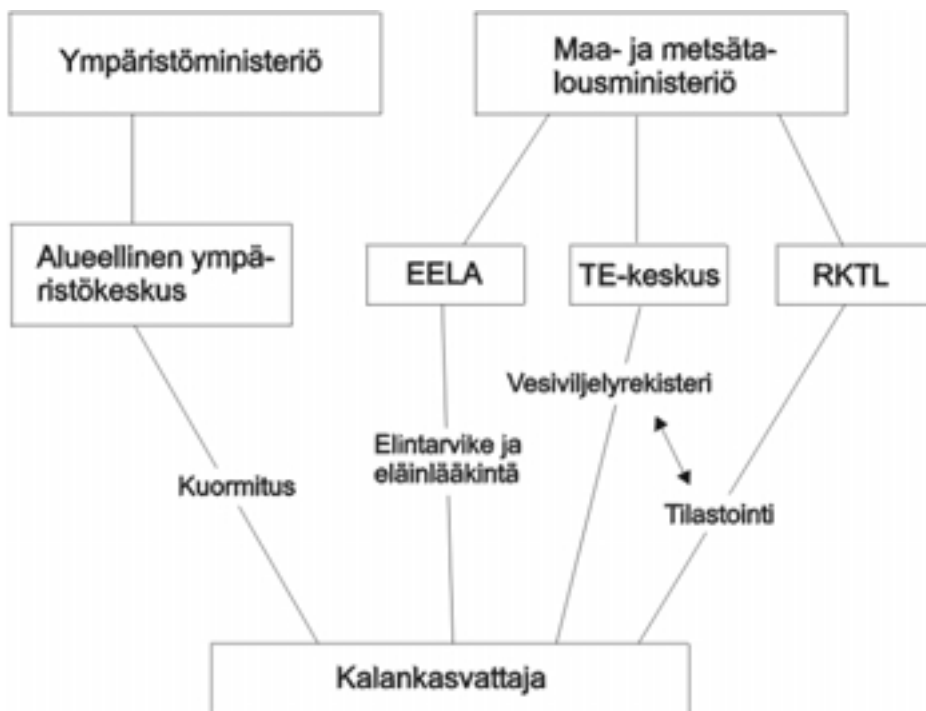 Ympäristöministeriö
Maa- ja metsäta-
lousministeriö
Alueellinen ympä-
ristökeskus
EELA
TE-keskus
RKTL
Vesiviljelyrekisteri
Elintarvike ja
eläinlääkintä
Kuormitus
Tilastointi
Kalankasvattaja